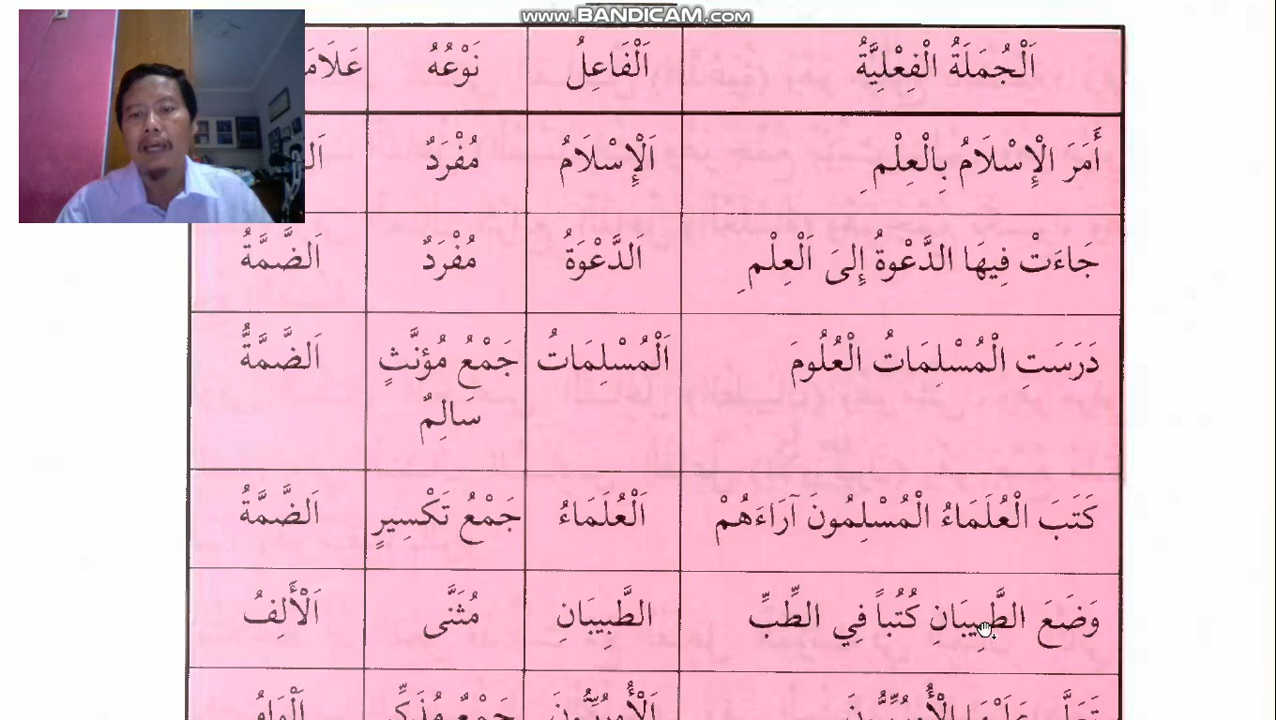 www.BANDICAM.com
اَلْجُمَلَةُ الْفِعْلِيَّةُ
اَلْفَاعِلُ
نَوْعُهُ
أَمَرَ الْإِسْلَامُ بِالْعِلْمِ
اَلْإِسْلَامُ
مُفْرَدٌ
جَاءَتْ فِيهَا الدَّعْوَةُ إِلىَ اَلْعِلْمِ
اَلدَّعْوَةُ
مُفْرَدٌ
اَلضَّمَّةُ
دَرَسَتِ الْمُسْلِمَاتُ الْعُلُومَ
اَلْمُسْلِمَاتُ
جَمْعُ مُؤنَّثٍ
سَالِمٌ
اَلضَّمَّةُ
كَتَبَ الْعُلَمَاءُ الْمُسْلِمُونَ آرَاءَهُمْ
اَلْعُلَمَاءُ
جَمْعُ تَكْسِيرٍ
اَلضَّمَّةُ
وَضَعَ الطَّبِيبَانِ كُتُباً فِي الطِّبِّ
الطَّبِيبَانِ
مُثَنَّى
اَلْأَلِفُ